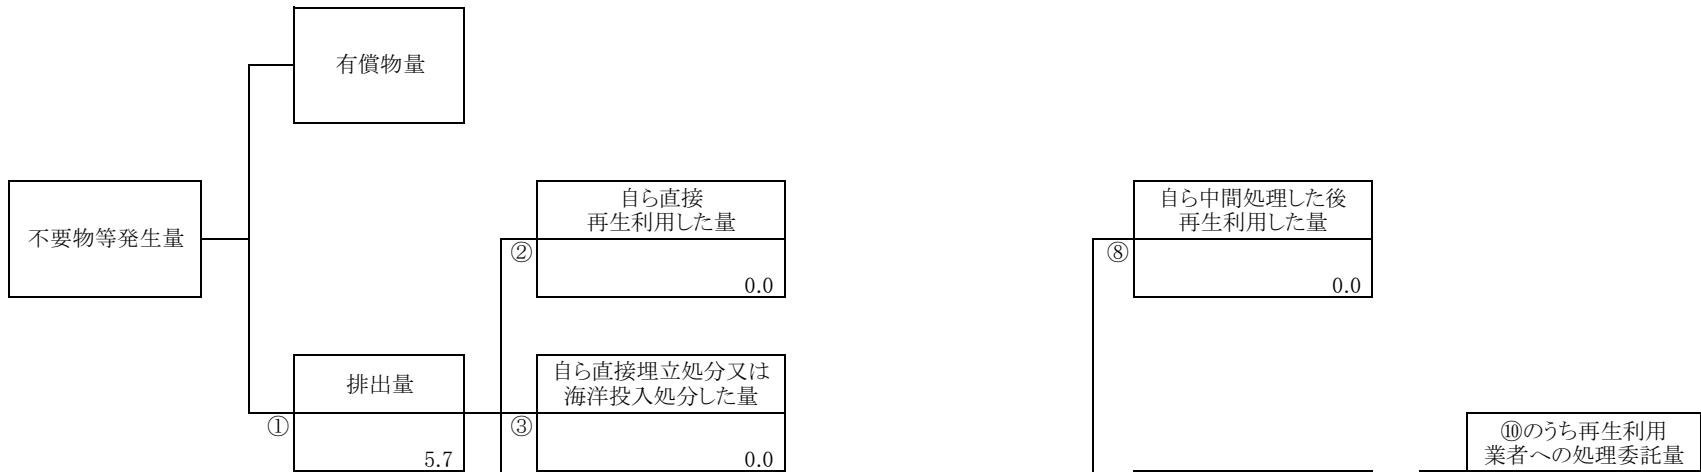 有償物量
不要物等発生量
自ら直接
再生利用した量
②
0.0
自ら中間処理した後
再生利用した量
⑧
0.0
排出量
①
5.7
自ら直接埋立処分又は
海洋投入処分した量
③
0.0
⑩のうち再生利用
業者への処理委託量